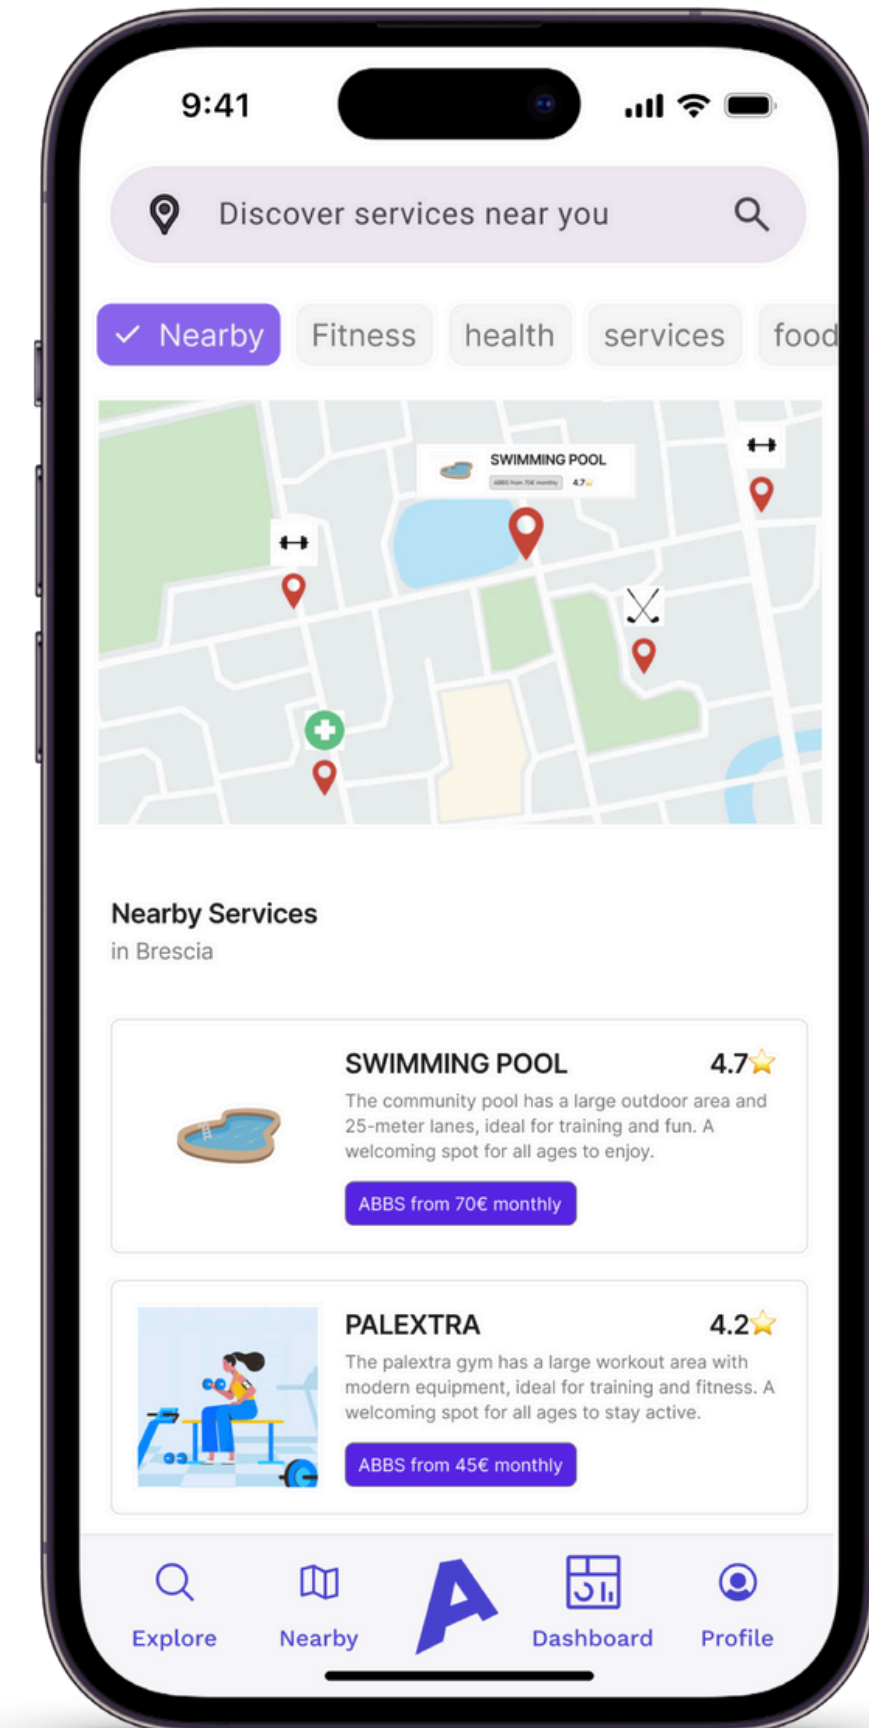 9:41
Discover services near you
Nearby
Fitness
health
services
food
SWIMMING POOL
ABBS from 70€ monthly
4.7
Nearby Services
in Brescia
SWIMMING POOL
4.7
The community pool has a large outdoor area and
25-meter lanes, ideal for training and fun. A
welcoming spot for all ages to enjoy.
ABBS from 70€ monthly
PALEXTRA
4.2
The palextra gym has a large workout area with
modern equipment, ideal for training and fitness. A
welcoming spot for all ages to stay active.
ABBS from 45€ monthly
A
Explore
Nearby
Dashboard
Profile